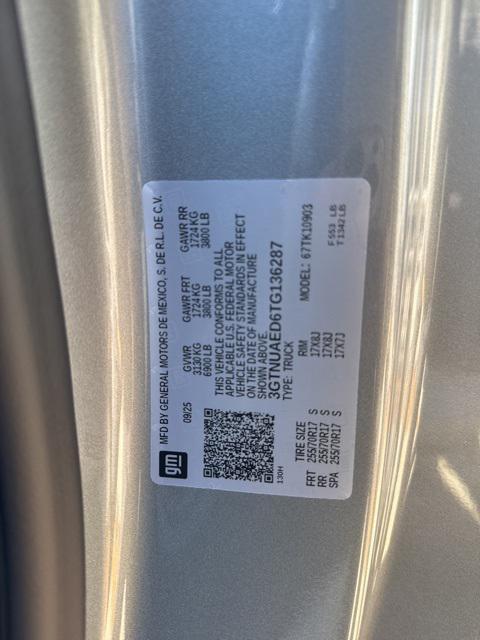 gm
MFD BY GENERAL MOTORS DE MEXICO, S. DE R.L. DE C.V.
09/25
GVWR GAWR FRT GAWR RR
3130 KG 1724 KG 1724 KG
6900 LB 3800 LB 3800 LB
THIS VEHICLE CONFORMS TO ALL
APPLICABLE U.S. FEDERAL MOTOR
VEHICLE SAFETY STANDARDS IN EFFECT
ON THE DATE OF MANUFACTURE
SHOWN ABOVE.
3GTNUAED6TG136287
TYPE: TRUCK MODEL: 67TK10903
130H
TIRE SIZE RIM
FRT 255/70R17 S 17X8J F 553 LB
RR 255/70R17 S 17X8J T 1342 LB
SPA 255/70R17 S 17X7J